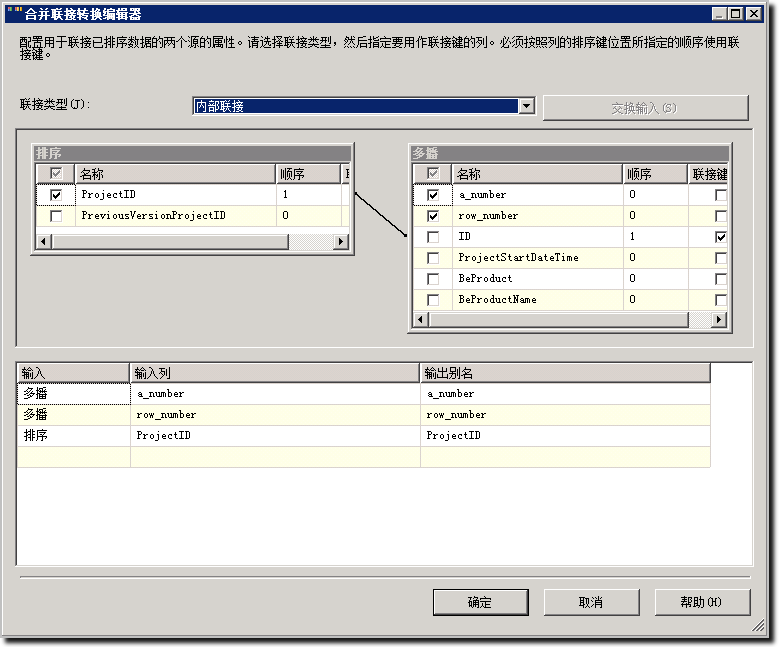 合并联接转换编辑器
配置用于联接已排序数据的两个源的属性。请选择联接类型，然后指定要用作联接键的列。必须按照列的排序键位置所指定的顺序使用联
接键。
联接类型(T): 内部联接 交换输入(S)
排序
名称 顺序
ProjectID 1
PreviousVersionProjectID 0
多播
名称 顺序 联接键
a_number 0
row_number 0
ID 1
ProjectStartDateTime 0
BeProduct 0
BeProductName 0
输入 输入列 输出别名
多播 a_number a_number
多播 row_number row_number
排序 ProjectID ProjectID
确定 取消 帮助(H)